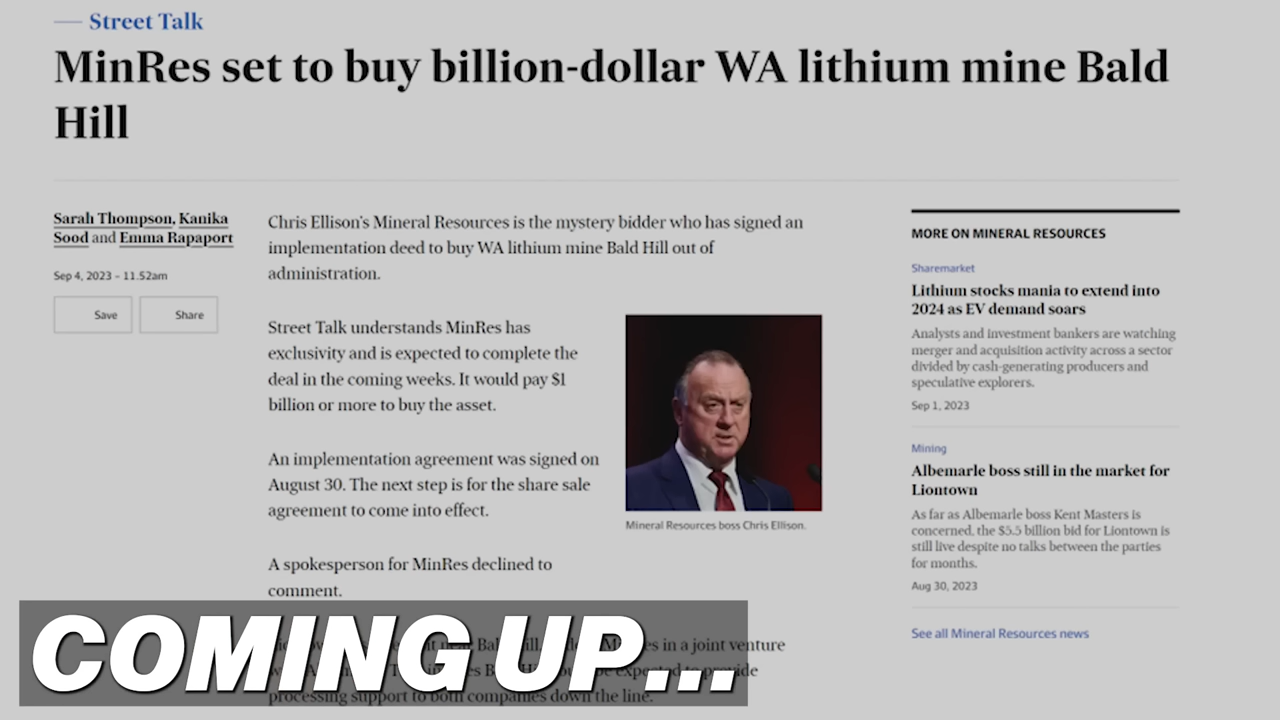 Street Talk
MinRes set to buy billion-dollar WA lithium mine Bald
Hill
Sarah Thompson, Kanika
Sood and Emma Rapaport
Sep 4, 2023 – 11.52am
Save
Share
Chris Ellison's Mineral Resources is the mystery bidder who has signed an
implementation deed to buy WA lithium mine Bald Hill out of
administration.
Street Talk understands MinRes has
exclusivity and is expected to complete the
deal in the coming weeks. It would pay $1
billion or more to buy the asset.
An implementation agreement was signed on
August 30. The next step is for the share sale
agreement to come into effect.
A spokesperson for MinRes declined to
comment.
Mineral Resources boss Chris Ellison.
in a joint venture
processing support to both companies down the line.
COMING UP...
MORE ON MINERAL RESOURCES
Sharemarket
Lithium stocks mania to extend into
2024 as EV demand soars
Analysts and investment bankers are watching
merger and acquisition activity across a sector
divided by cash-generating producers and
speculative explorers.
Sep 1, 2023
Mining
Albemarle boss still in the market for
Liontown
As far as Albemarle boss Kent Masters is
concerned, the $5.5 billion bid for Liontown is
still live despite no talks between the parties
for months.
Aug 30, 2023
See all Mineral Resources news